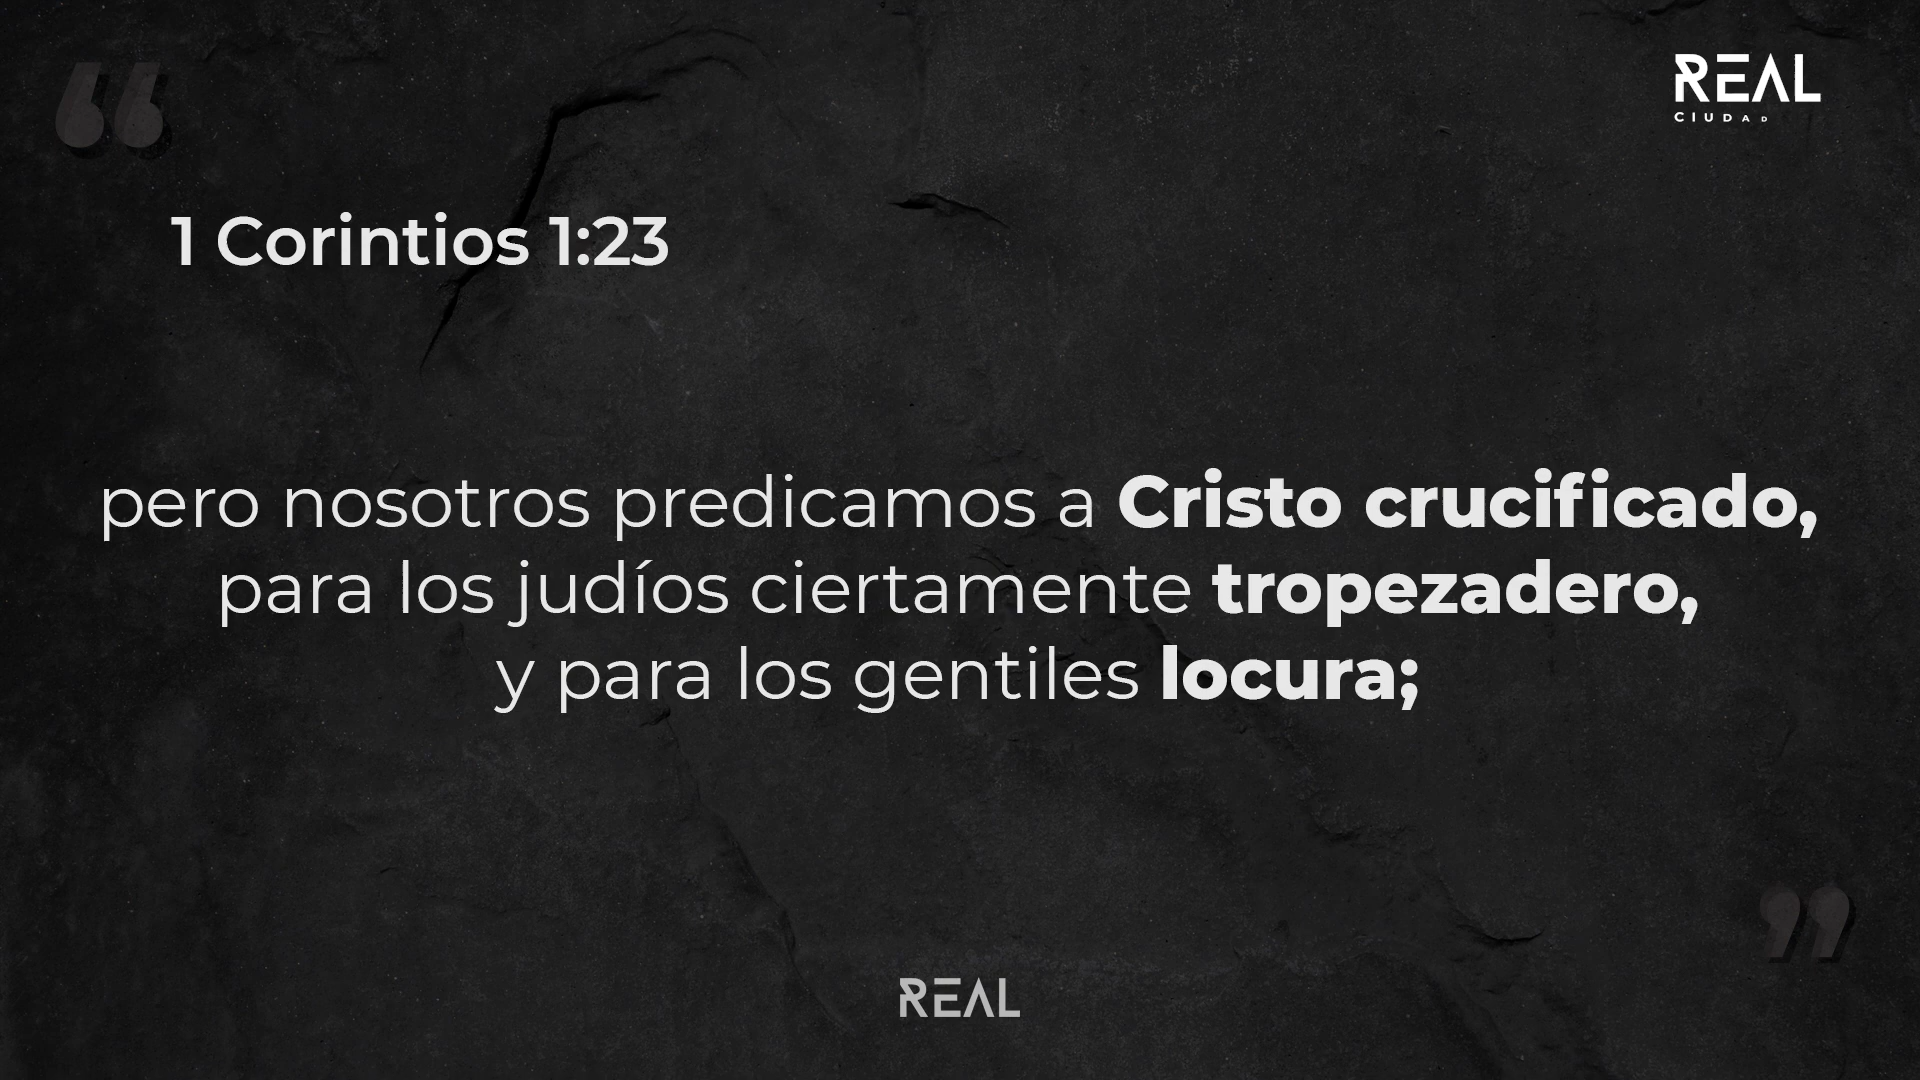 REAL
CIUDAD
1 Corintios 1:23
pero nosotros predicamos a Cristo crucificado,
para los judíos ciertamente tropezadero,
y para los gentiles locura;
REAL